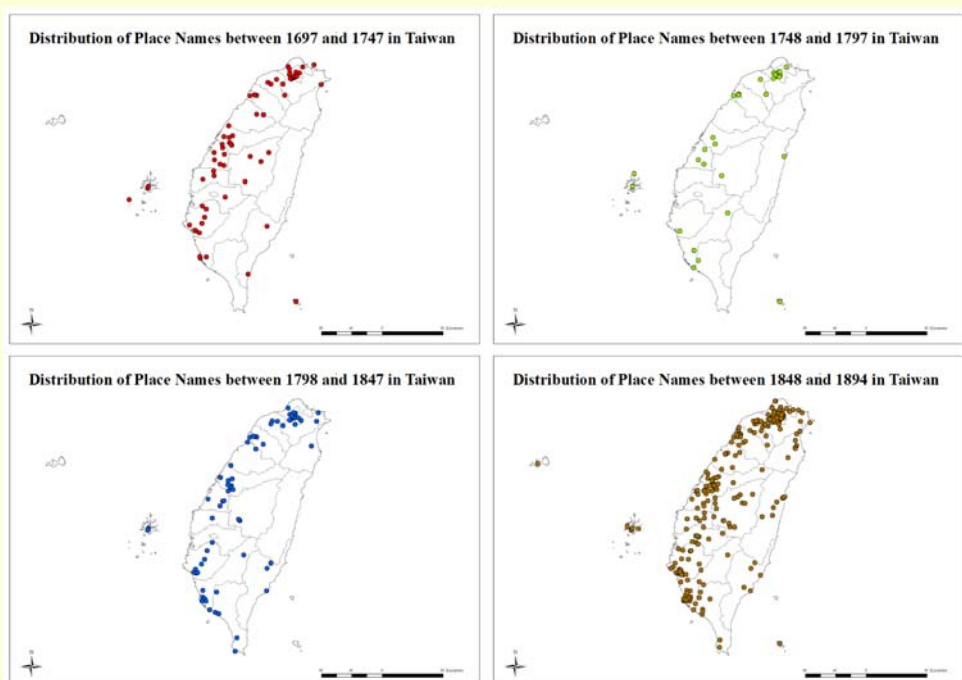 Distribution of Place Names between 1697 and 1747 in Taiwan
Distribution of Place Names between 1748 and 1797 in Taiwan
Distribution of Place Names between 1798 and 1847 in Taiwan
Distribution of Place Names between 1848 and 1894 in Taiwan